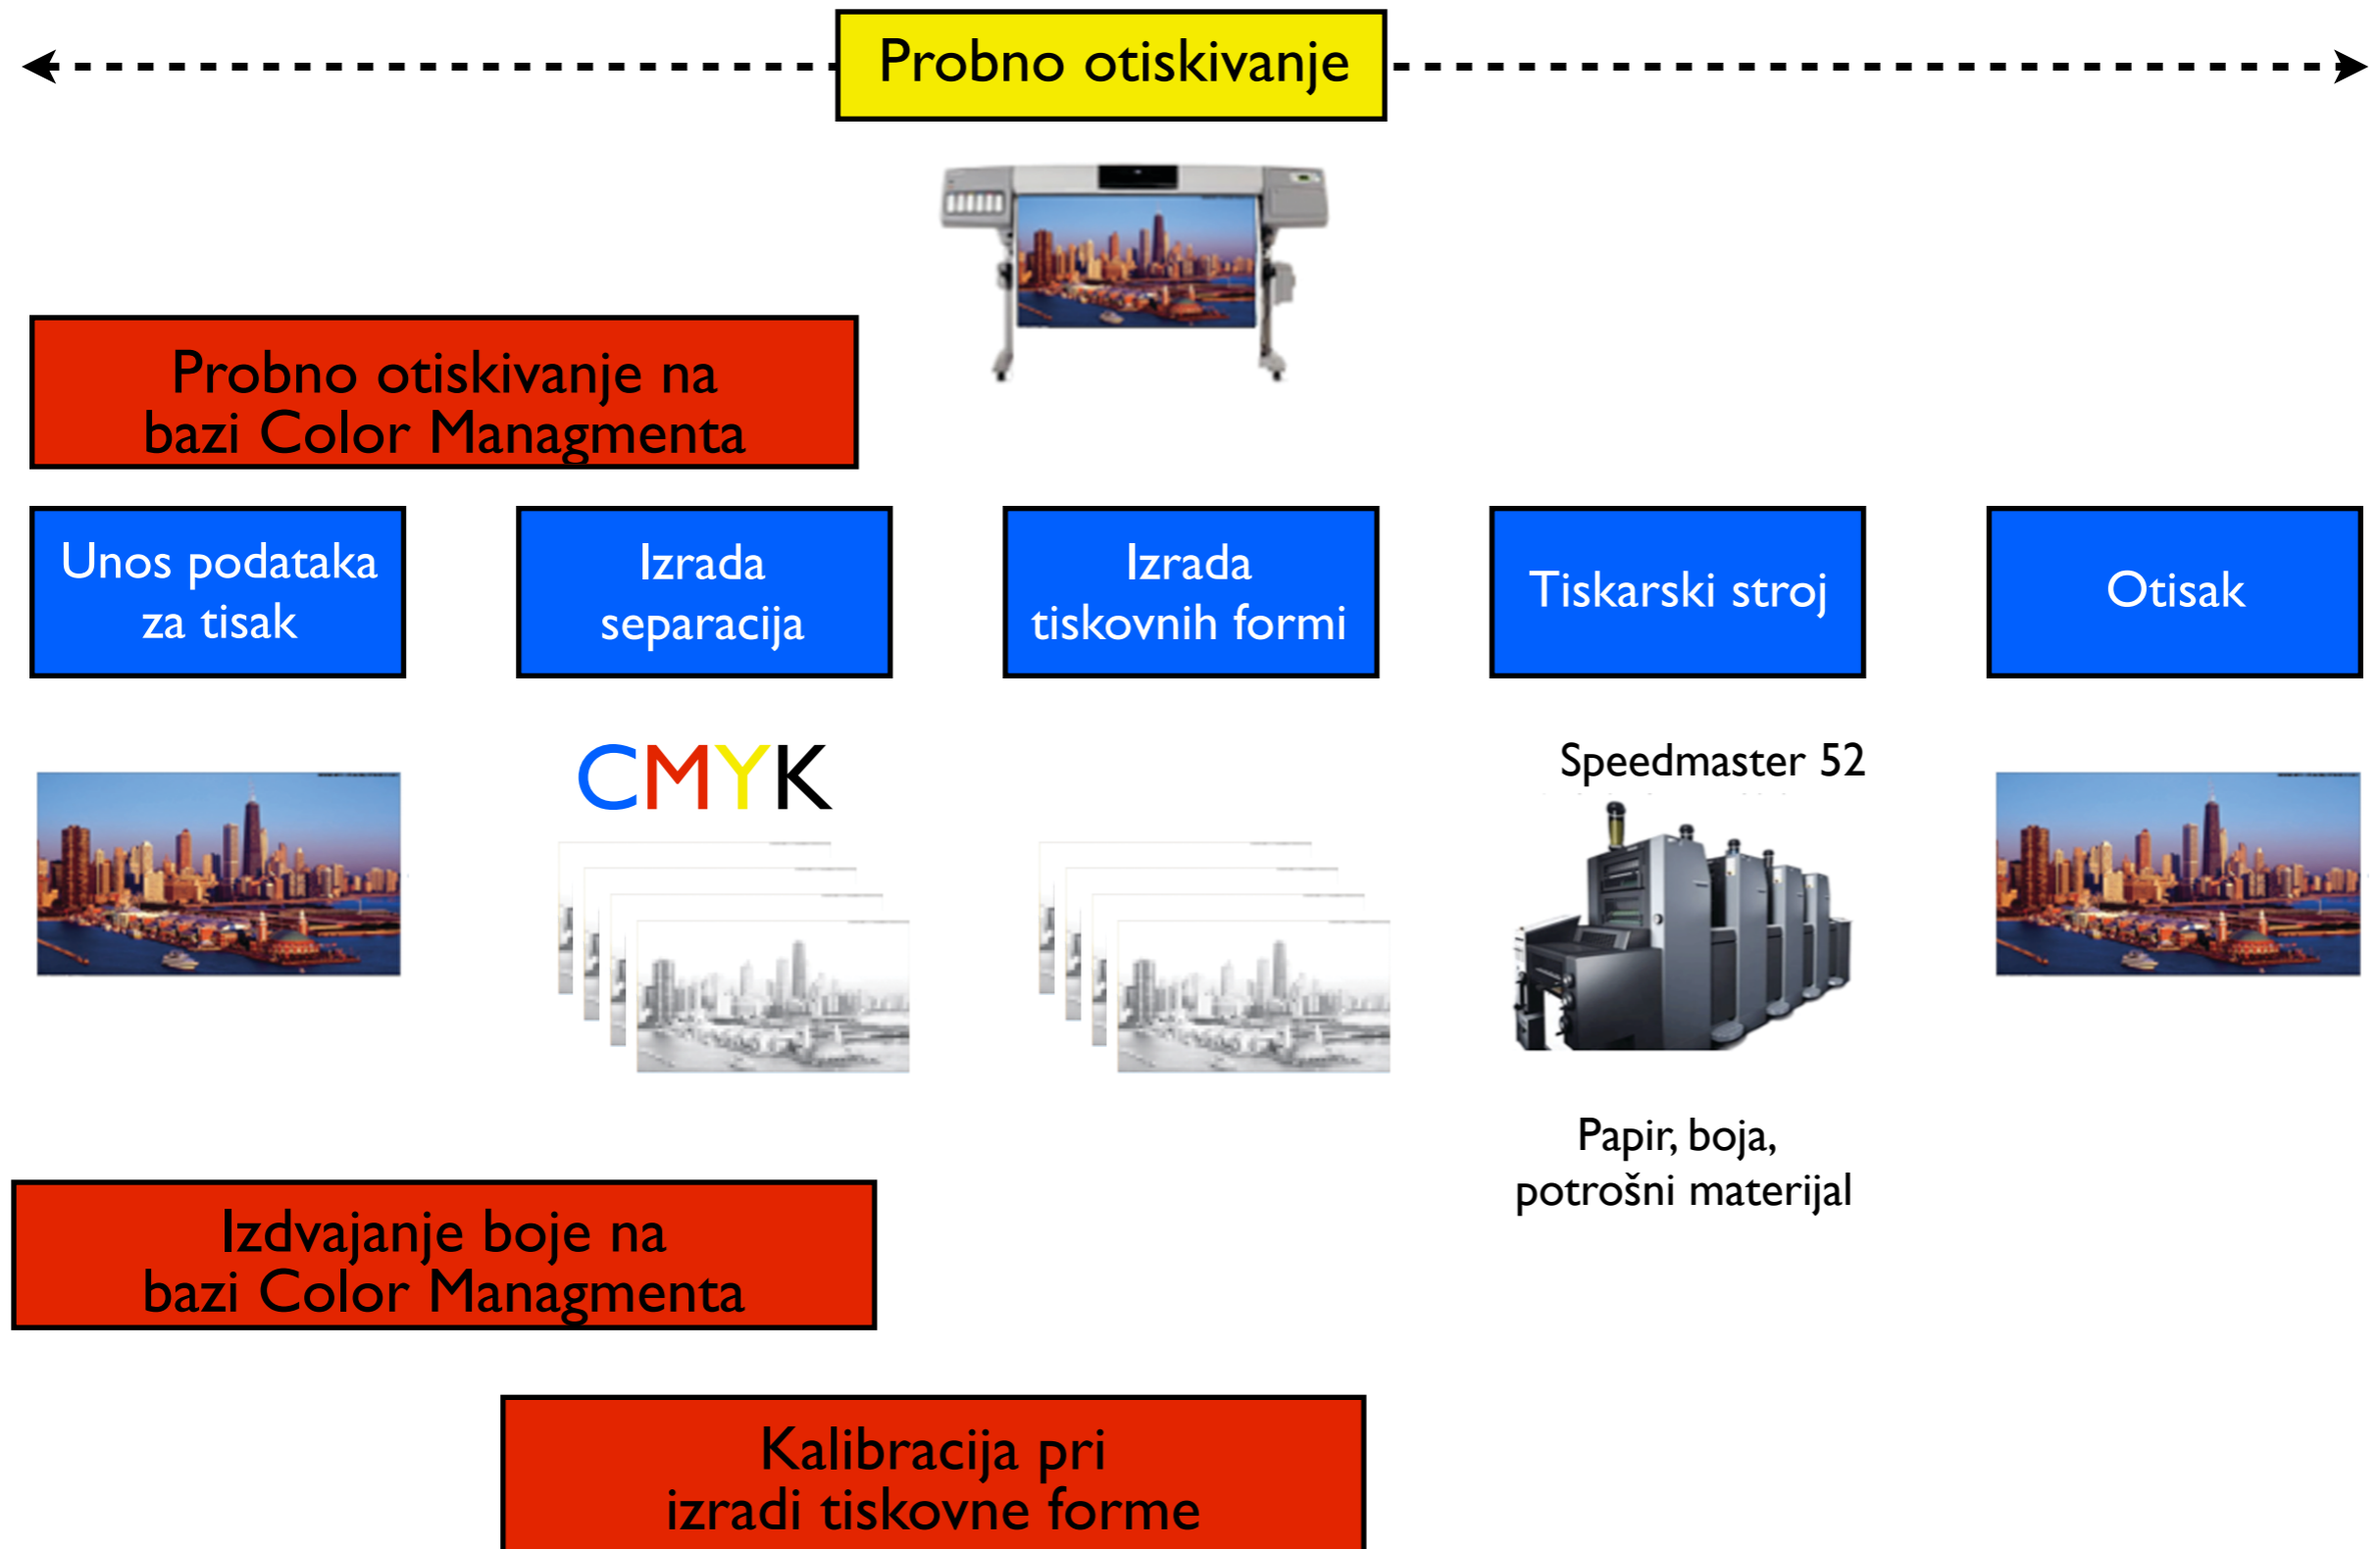 Probno otiskivanje
Probno otiskivanje na
bazi Color Managmenta
Unos podataka
za tisak
Izrada
separacija
Izrada
tiskovnih formi
Tiskarski stroj
Otisak
CMYK
Speedmaster 52
Papir, boja,
potrošni materijal
Izdvajanje boje na
bazi Color Managmenta
Kalibracija pri
izradi tiskovne forme